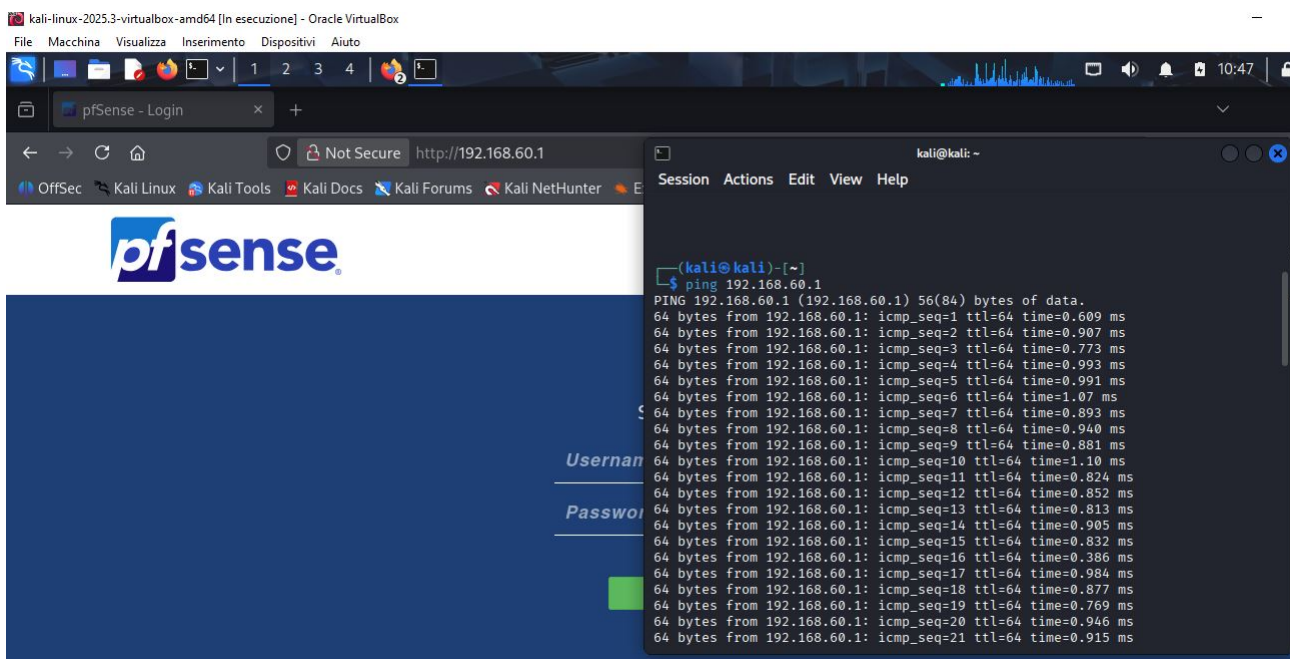 kali-linux-2025.3-virtualbox-amd64 [In esecuzione] - Oracle VirtualBox
File Macchina Visualizza Inserimento Dispositivi Aiuto
1 2 3 4 2 10:47
pfSense - Login
Not Secure http://192.168.60.1
OffSec Kali Linux Kali Tools Kali Docs Kali Forums Kali NetHunter E
pfsense
S
Usernam
Passwor
kali@kali: ~
Session Actions Edit View Help
(kali㉿kali)-[~]
$ ping 192.168.60.1
PING 192.168.60.1 (192.168.60.1) 56(84) bytes of data.
64 bytes from 192.168.60.1: icmp_seq=1 ttl=64 time=0.609 ms
64 bytes from 192.168.60.1: icmp_seq=2 ttl=64 time=0.907 ms
64 bytes from 192.168.60.1: icmp_seq=3 ttl=64 time=0.773 ms
64 bytes from 192.168.60.1: icmp_seq=4 ttl=64 time=0.993 ms
64 bytes from 192.168.60.1: icmp_seq=5 ttl=64 time=0.991 ms
64 bytes from 192.168.60.1: icmp_seq=6 ttl=64 time=1.07 ms
64 bytes from 192.168.60.1: icmp_seq=7 ttl=64 time=0.893 ms
64 bytes from 192.168.60.1: icmp_seq=8 ttl=64 time=0.940 ms
64 bytes from 192.168.60.1: icmp_seq=9 ttl=64 time=0.881 ms
64 bytes from 192.168.60.1: icmp_seq=10 ttl=64 time=1.10 ms
64 bytes from 192.168.60.1: icmp_seq=11 ttl=64 time=0.824 ms
64 bytes from 192.168.60.1: icmp_seq=12 ttl=64 time=0.852 ms
64 bytes from 192.168.60.1: icmp_seq=13 ttl=64 time=0.813 ms
64 bytes from 192.168.60.1: icmp_seq=14 ttl=64 time=0.905 ms
64 bytes from 192.168.60.1: icmp_seq=15 ttl=64 time=0.832 ms
64 bytes from 192.168.60.1: icmp_seq=16 ttl=64 time=0.386 ms
64 bytes from 192.168.60.1: icmp_seq=17 ttl=64 time=0.984 ms
64 bytes from 192.168.60.1: icmp_seq=18 ttl=64 time=0.877 ms
64 bytes from 192.168.60.1: icmp_seq=19 ttl=64 time=0.769 ms
64 bytes from 192.168.60.1: icmp_seq=20 ttl=64 time=0.946 ms
64 bytes from 192.168.60.1: icmp_seq=21 ttl=64 time=0.915 ms